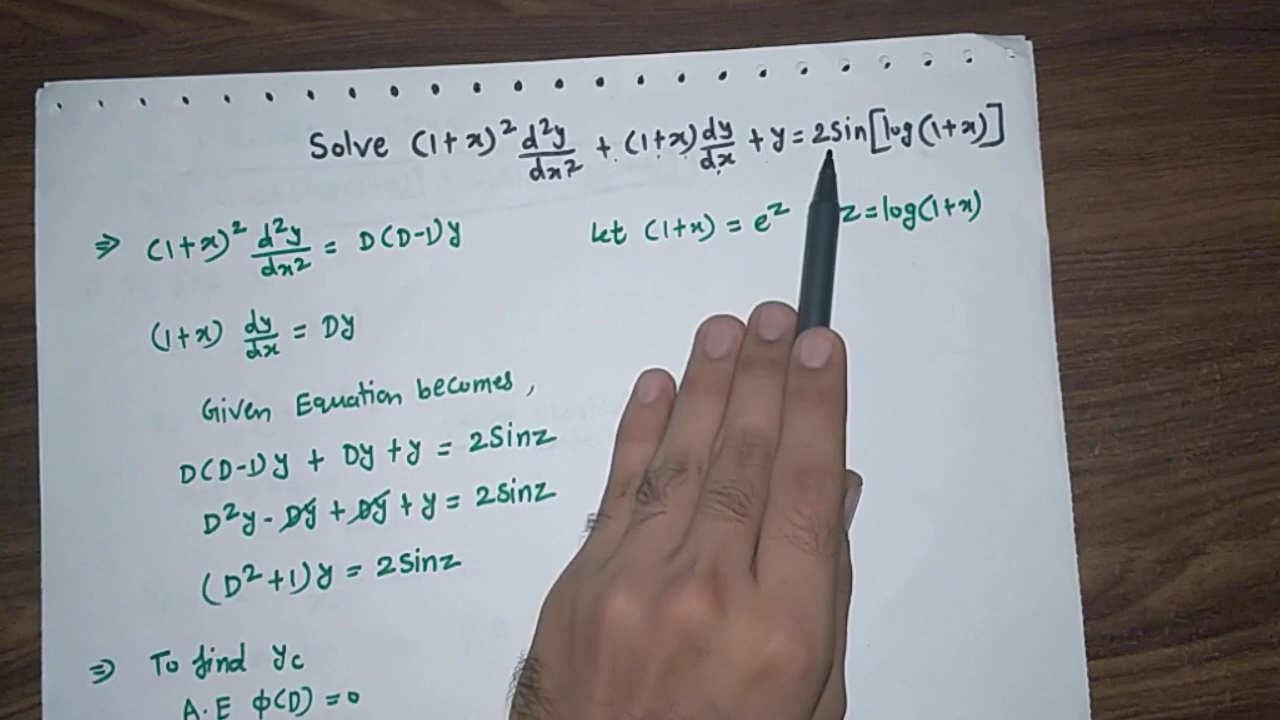 Solve (1+x)² d²y/dx² + (1+x) dy/dx + y = 2sin[log(1+x)]
⇒ (1+x)² d²y/dx² = D(D-1)y
Let (1+x) = e^z z = log(1+x)
(1+x) dy/dx = Dy
Given Equation becomes,
D(D-1)y + Dy + y = 2Sinz
D²y - Dy + Dy + y = 2sinz
(D²+1)y = 2sinz
⇒ To find yc
A.E ϕ(D) = 0